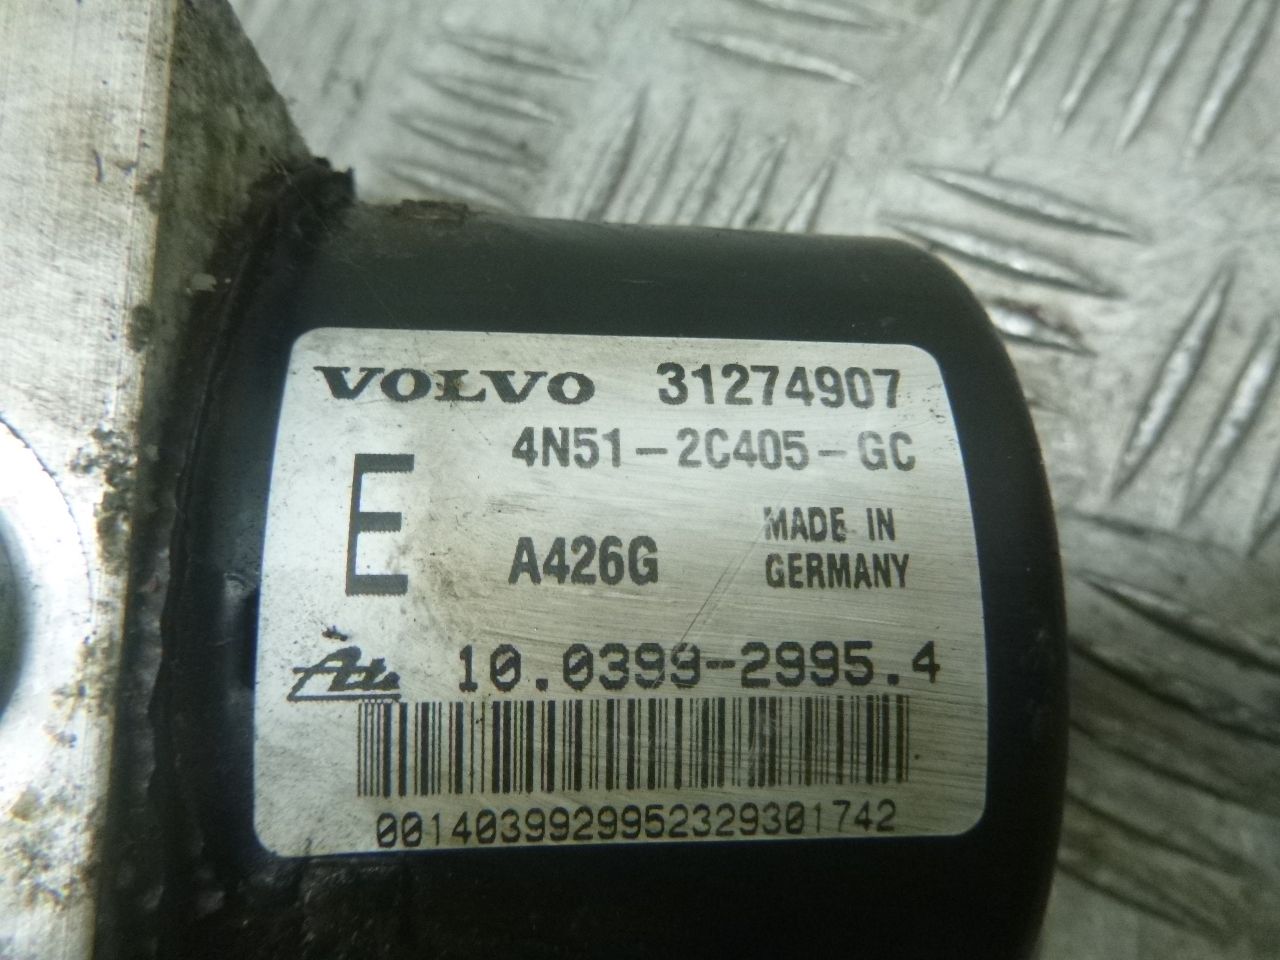 VOLVO 31274907
4N51-2C405-GC
E
A426G MADE IN
GERMANY
Ate 10.0399-2995.4
0014039929952329301742